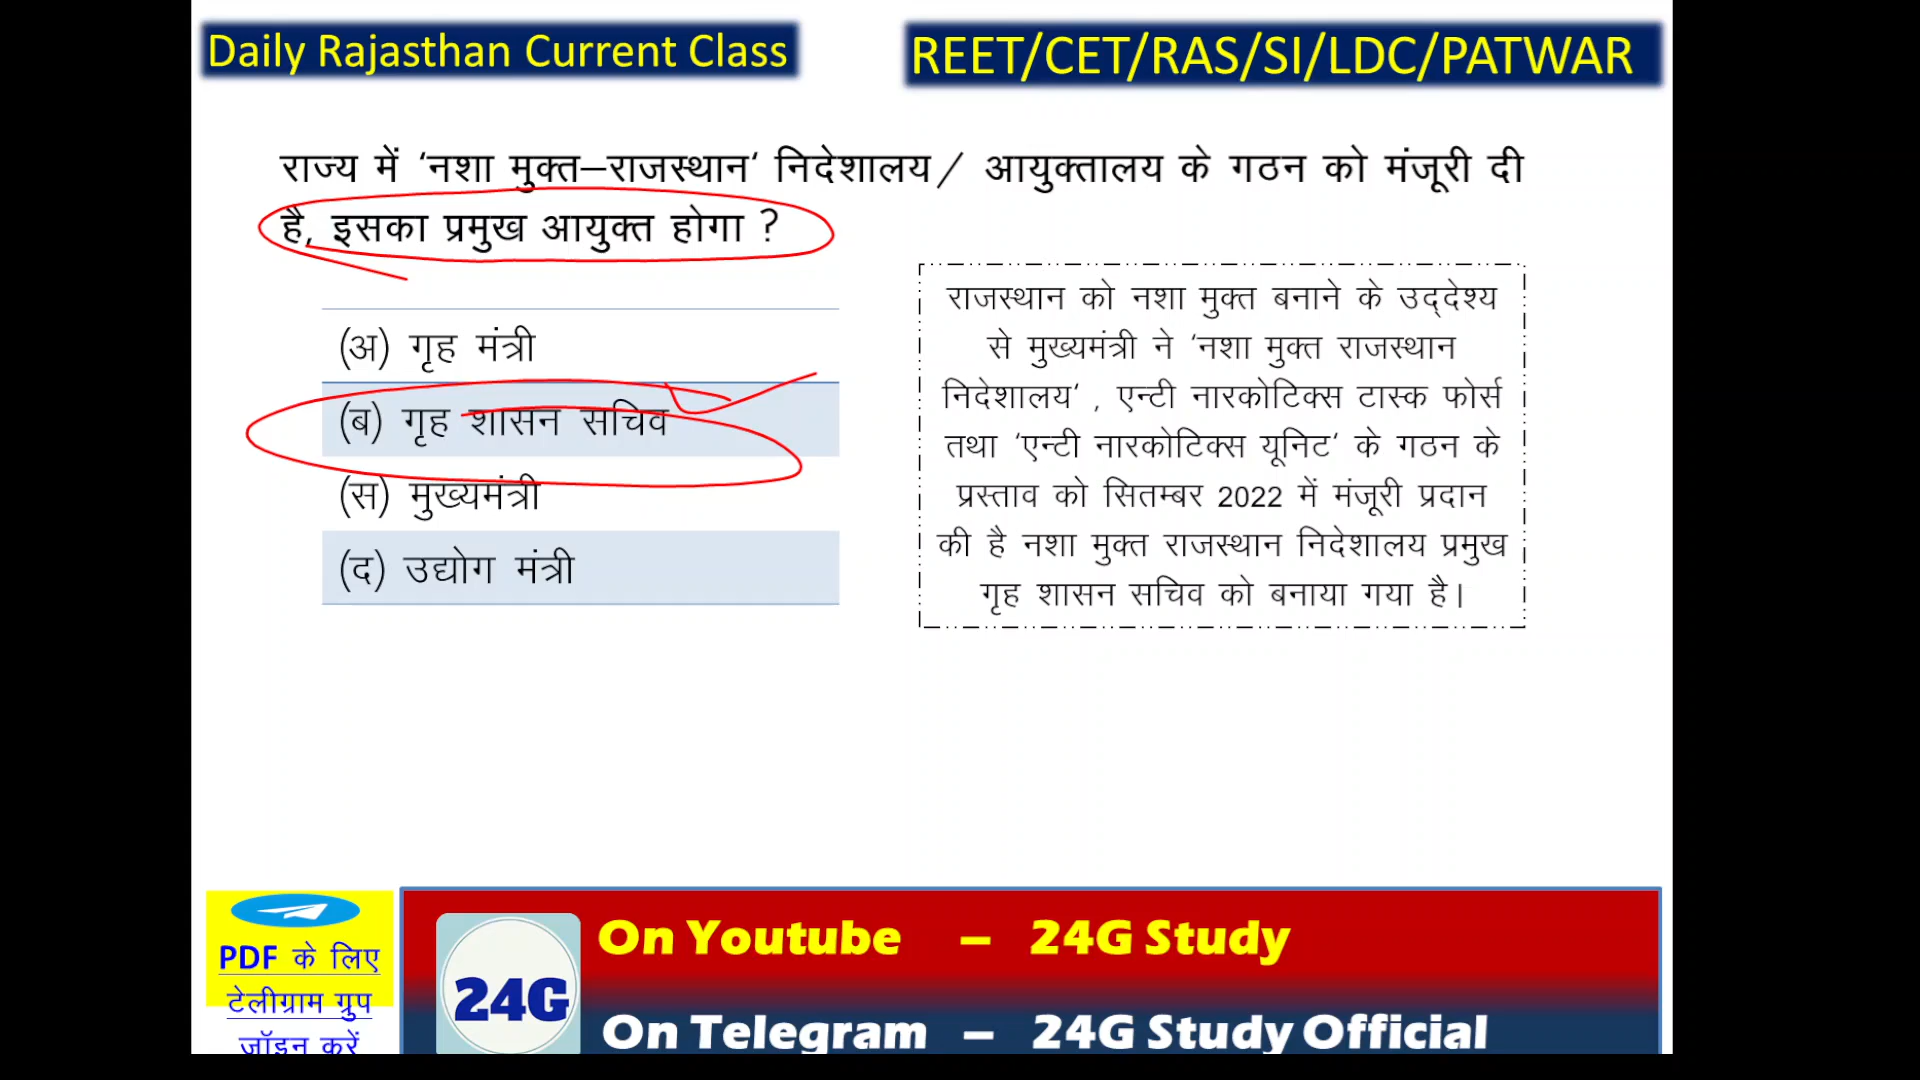 Daily Rajasthan Current Class
REET/CET/RAS/SI/LDC/PATWAR
राज्य में ‘नशा मुक्त–राजस्थान‘ निदेशालय/ आयुक्तालय के गठन को मंजूरी दी
है, इसका प्रमुख आयुक्त होगा ?
(अ) गृह मंत्री
(ब) गृह शासन सचिव
(स) मुख्यमंत्री
(द) उद्योग मंत्री
राजस्थान को नशा मुक्त बनाने के उद्देश्य
से मुख्यमंत्री ने ‘नशा मुक्त राजस्थान
निदेशालय‘ , एन्टी नारकोटिक्स टास्क फोर्स
तथा ‘एन्टी नारकोटिक्स यूनिट‘ के गठन के
प्रस्ताव को सितम्बर 2022 में मंजूरी प्रदान
की है नशा मुक्त राजस्थान निदेशालय प्रमुख
गृह शासन सचिव को बनाया गया है।
PDF के लिए
टेलीग्राम ग्रुप
जॉइन करें
24G
On Youtube – 24G Study
On Telegram – 24G Study Official